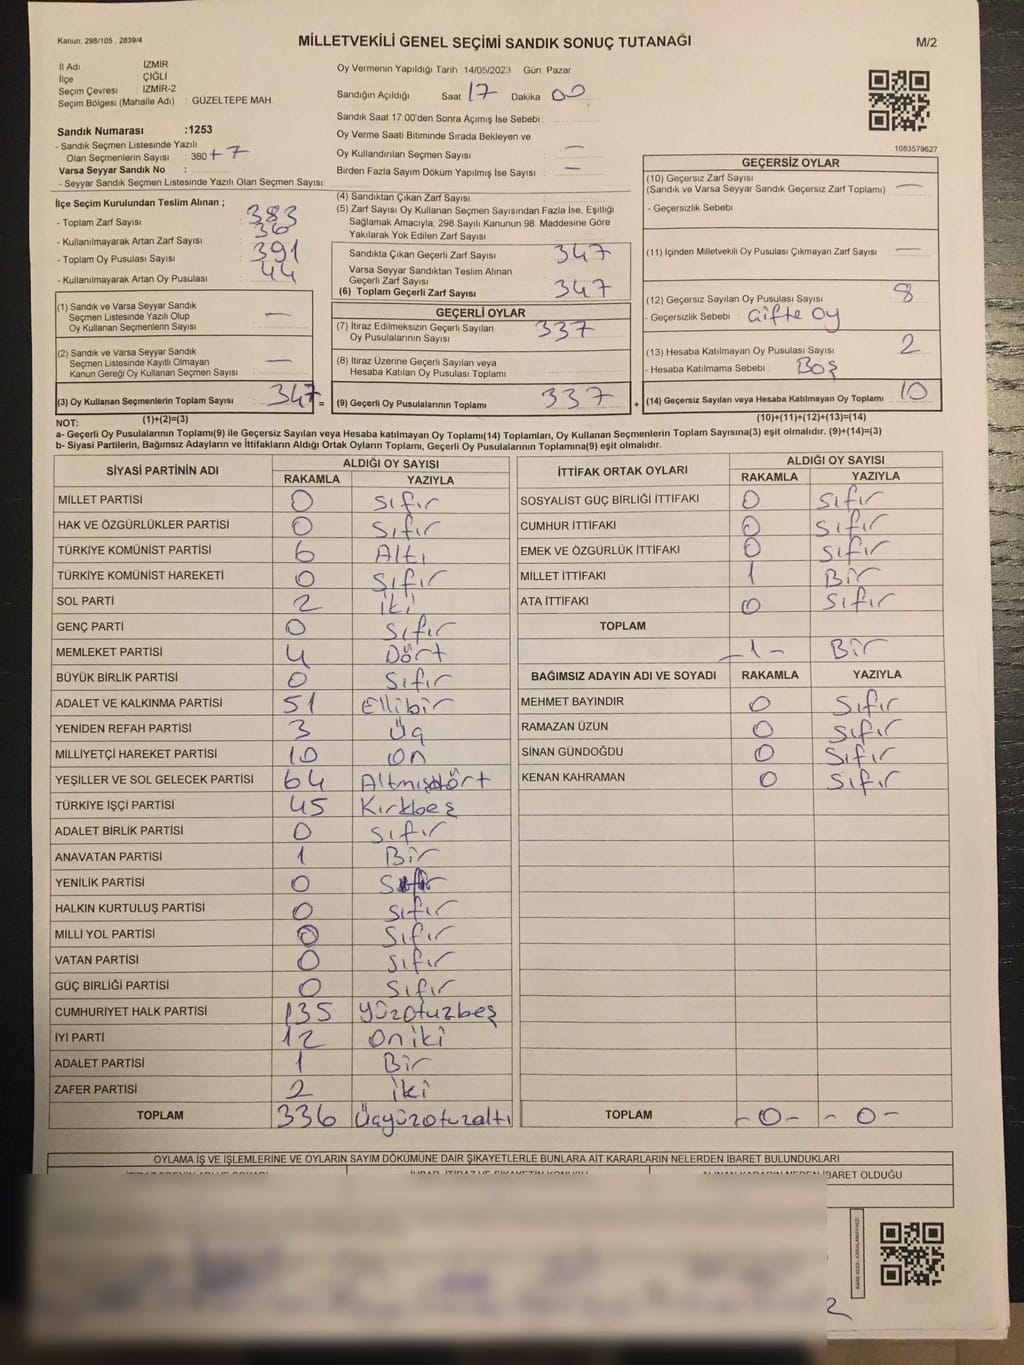 Kanun: 298/105 , 2839/4
MİLLETVEKİLİ GENEL SEÇİMİ SANDIK SONUÇ TUTANAĞI
M/2
İl Adı : İZMİR
İlçe : ÇİĞLİ
Seçim Çevresi : İZMİR-2
Seçim Bölgesi (Mahalle Adı) : GÜZELTEPE MAH.
Oy Vermenin Yapıldığı Tarih : 14/05/2023 Gün: Pazar
Sandığın Açıldığı Saat 17 Dakika 00
Sandık Saat 17:00'den Sonra Açımış İse Sebebi :
Sandık Numarası :1253
- Sandık Seçmen Listesinde Yazılı
Olan Seçmenlerin Sayısı : 380 + 7
Varsa Seyyar Sandık No :
- Seyyar Sandık Seçmen Listesinde Yazılı Olan Seçmen Sayısı:
Oy Verme Saati Bitiminde Sırada Bekleyen ve
Oy Kullandırılan Seçmen Sayısı : —
Birden Fazla Sayım Döküm Yapılmış İse Sayısı : —
1083579627
İlçe Seçim Kurulundan Teslim Alınan ;
- Toplam Zarf Sayısı : 383
- Kullanılmayarak Artan Zarf Sayısı : 36
- Toplam Oy Pusulası Sayısı : 391
- Kullanılmayarak Artan Oy Pusulası : 44
(1) Sandık ve Varsa Seyyar Sandık
Seçmen Listesinde Yazılı Olup
Oy Kullanan Seçmenlerin Sayısı : —
(2) Sandık ve Varsa Seyyar Sandık
Seçmen Listesinde Kayıtlı Olmayan
Kanun Gereği Oy Kullanan Seçmen Sayısı : —
(3) Oy Kullanan Seçmenlerin Toplam Sayısı : 347 =
(1)+(2)=(3)
(4) Sandıktan Çıkan Zarf Sayısı :
(5) Zarf Sayısı Oy Kullanan Seçmen Sayısından Fazla İse, Eşitliği
Sağlamak Amacıyla, 298 Sayılı Kanunun 98. Maddesine Göre
Yakılarak Yok Edilen Zarf Sayısı
Sandıkta Çıkan Geçerli Zarf Sayısı : 347
Varsa Seyyar Sandıktan Teslim Alınan
Geçerli Zarf Sayısı :
(6) Toplam Geçerli Zarf Sayısı : 347
GEÇERLİ OYLAR
(7) İtiraz Edilmeksizin Geçerli Sayılan
Oy Pusulalarının Sayısı : 337
(8) İtiraz Üzerine Geçerli Sayılan veya
Hesaba Katılan Oy Pusulası Toplamı :
(9) Geçerli Oy Pusulalarının Toplamı : 337 +
GEÇERSİZ OYLAR
(10) Geçersiz Zarf Sayısı
(Sandık ve Varsa Seyyar Sandık Geçersiz Zarf Toplamı) : —
- Geçersizlik Sebebi :
(11) İçinden Milletvekili Oy Pusulası Çıkmayan Zarf Sayısı : —
(12) Geçersiz Sayılan Oy Pusulası Sayısı : 8
- Geçersizlik Sebebi : Çifte oy
(13) Hesaba Katılmayan Oy Pusulası Sayısı : 2
- Hesaba Katılmama Sebebi : Boş
(14) Geçersiz Sayılan veya Hesaba Katılmayan Oy Toplamı : 10
(10)+(11)+(12)+(13)=(14)
NOT:
a- Geçerli Oy Pusulalarının Toplamı(9) ile Geçersiz Sayılan veya Hesaba katılmayan Oy Toplamı(14) Toplamları, Oy Kullanan Seçmenlerin Toplam Sayısına(3) eşit olmalıdır. (9)+(14)=(3)
b- Siyasi Partilerin, Bağımsız Adayların ve İttifakların Aldığı Ortak Oyların Toplamı, Geçerli Oy Pusulalarının Toplamına(9) eşit olmalıdır.
SİYASİ PARTİNİN ADI ALDIĞI OY SAYISI
RAKAMLA YAZIYLA
MİLLET PARTİSİ 0 sıfır
HAK VE ÖZGÜRLÜKLER PARTİSİ 0 sıfır
TÜRKİYE KOMÜNİST PARTİSİ 6 Altı
TÜRKİYE KOMÜNİST HAREKETİ 0 sıfır
SOL PARTİ 2 iki
GENÇ PARTİ 0 sıfır
MEMLEKET PARTİSİ 4 Dört
BÜYÜK BİRLİK PARTİSİ 0 sıfır
ADALET VE KALKINMA PARTİSİ 51 Ellibir
YENİDEN REFAH PARTİSİ 3 Üç
MİLLİYETÇİ HAREKET PARTİSİ 10 on
YEŞİLLER VE SOL GELECEK PARTİSİ 64 Altmışdört
TÜRKİYE İŞÇİ PARTİSİ 45 Kırkbeş
ADALET BİRLİK PARTİSİ 0 sıfır
ANAVATAN PARTİSİ 1 Bir
YENİLİK PARTİSİ 0 sıfır
HALKIN KURTULUŞ PARTİSİ 0 sıfır
MİLLİ YOL PARTİSİ 0 sıfır
VATAN PARTİSİ 0 sıfır
GÜÇ BİRLİĞİ PARTİSİ 0 sıfır
CUMHURİYET HALK PARTİSİ 135 yüzotuzbeş
İYİ PARTİ 12 oniki
ADALET PARTİSİ 1 Bir
ZAFER PARTİSİ 2 iki
TOPLAM 336 Üçyüzotuzaltı
İTTİFAK ORTAK OYLARI ALDIĞI OY SAYISI
RAKAMLA YAZIYLA
SOSYALİST GÜÇ BİRLİĞİ İTTİFAKI 0 sıfır
CUMHUR İTTİFAKI 0 sıfır
EMEK VE ÖZGÜRLÜK İTTİFAKI 0 sıfır
MİLLET İTTİFAKI 1 Bir
ATA İTTİFAKI 0 sıfır
TOPLAM
-1- Bir
BAĞIMSIZ ADAYIN ADI VE SOYADI RAKAMLA YAZIYLA
MEHMET BAYINDIR 0 sıfır
RAMAZAN ÜZÜN 0 sıfır
SİNAN GÜNDOĞDU 0 sıfır
KENAN KAHRAMAN 0 sıfır
TOPLAM -0- -0-
OYLAMA İŞ VE İŞLEMLERİNE VE OYLARIN SAYIM DÖKÜMÜNE DAİR ŞİKAYETLERLE BUNLARA AİT KARARLARIN NELERDEN İBARET BULUNDUKLARI
İBARET OLDUĞU